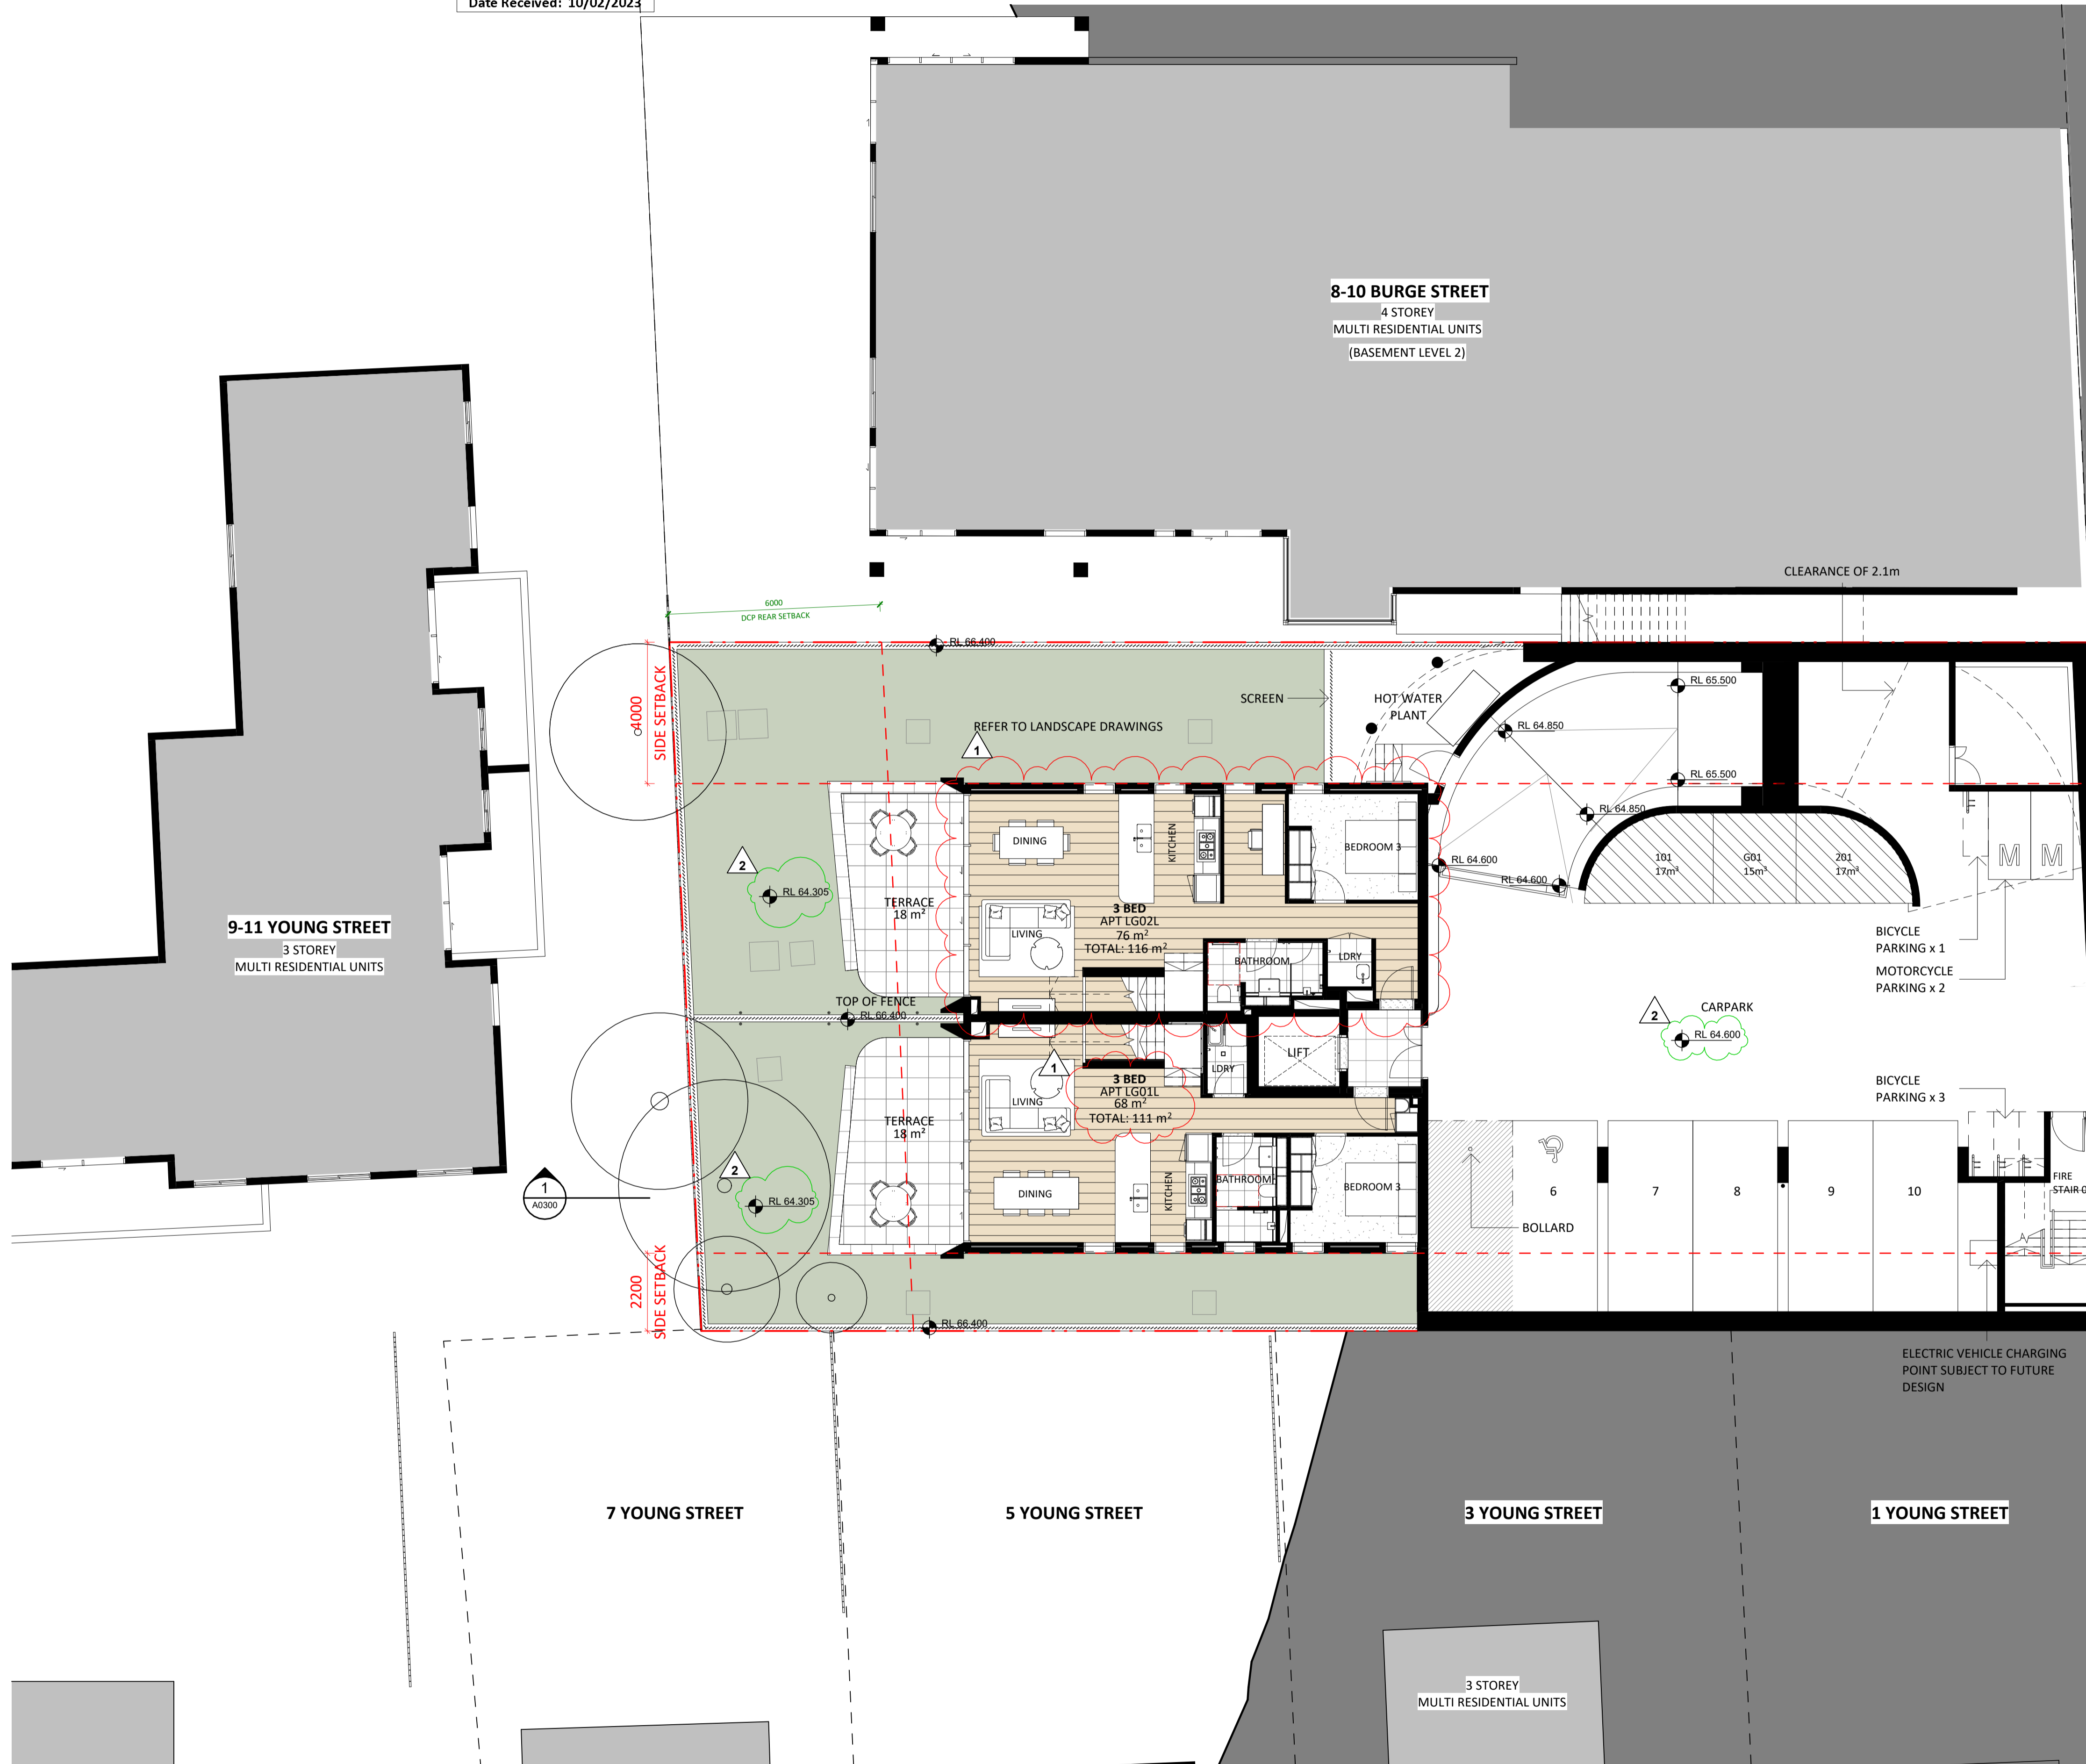 Date Received: 10/02/2023
8-10 BURGE STREET
4 STOREY
MULTI RESIDENTIAL UNITS
(BASEMENT LEVEL 2)
CLEARANCE OF 2.1m
6000
DCP REAR SETBACK
RL 66.400
4000
SIDE SETBACK
SCREEN
HOT WATER
PLANT
REFER TO LANDSCAPE DRAWINGS
1
RL 65.500
RL 64.850
RL 65.500
RL 64.850
RL 64.600
RL 64.600
101
17m³
G01
15m³
201
17m³
M
M
DINING
KITCHEN
BEDROOM 3
2
RL 64.305
TERRACE
18 m²
LIVING
3 BED
APT LG02L
76 m²
TOTAL: 116 m²
BATHROOM
LDRY
9-11 YOUNG STREET
3 STOREY
MULTI RESIDENTIAL UNITS
BICYCLE
PARKING x 1
MOTORCYCLE
PARKING x 2
TOP OF FENCE
RL 66.400
CARPARK
2
RL 64.600
LIFT
LDRY
1
3 BED
APT LG01L
68 m²
TOTAL: 111 m²
LIVING
TERRACE
18 m²
BICYCLE
PARKING x 3
2
RL 64.305
DINING
KITCHEN
BATHROOM
BEDROOM 3
1
A0300
6
7
8
9
10
BOLLARD
FIRE
STAIR 0
2200
SIDE SETBACK
RL 66.400
ELECTRIC VEHICLE CHARGING
POINT SUBJECT TO FUTURE
DESIGN
7 YOUNG STREET
5 YOUNG STREET
3 YOUNG STREET
1 YOUNG STREET
3 STOREY
MULTI RESIDENTIAL UNITS